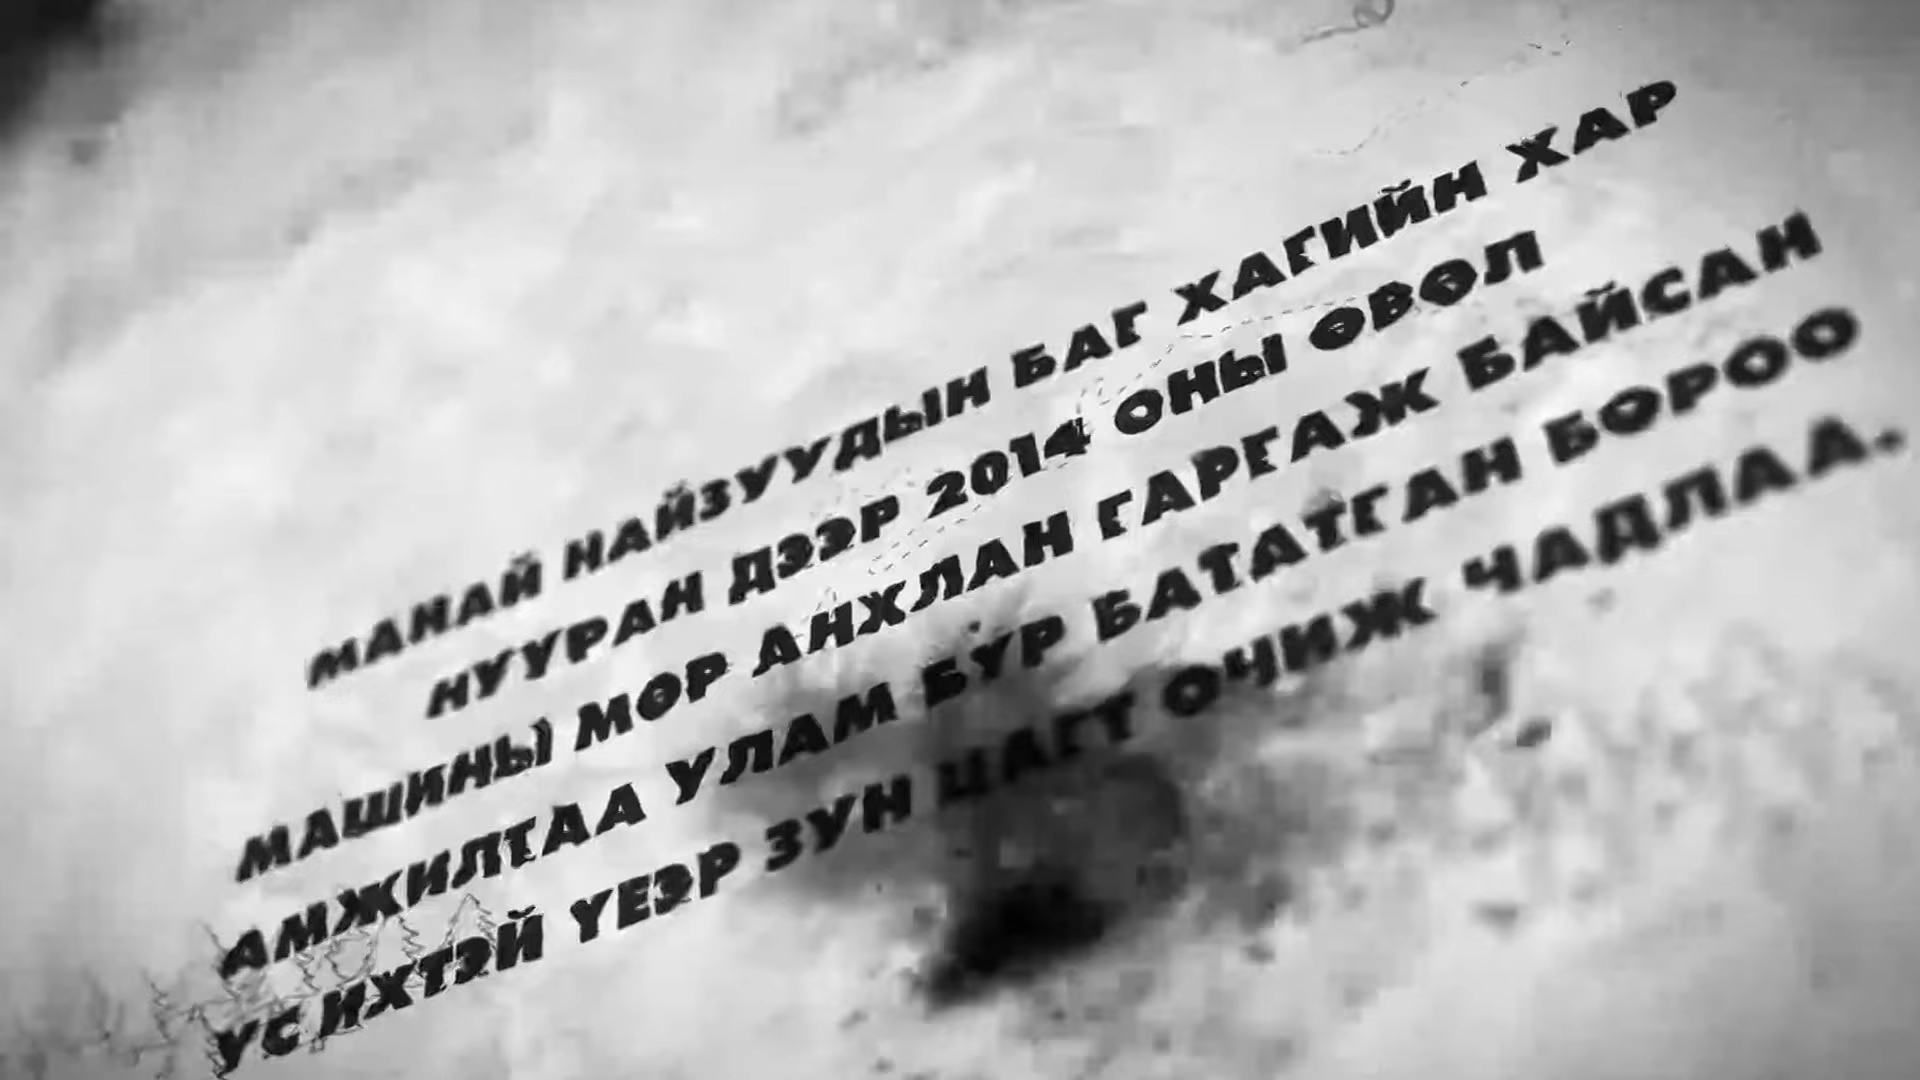 МАНАЙ НАЙЗУУДЫН БАГ ХАГИЙН ХАР
НУУРАН ДЭЭР 2014 ОНЫ ӨВӨЛ
МАШИНЫ МӨР АНХЛАН ГАРГАЖ БАЙСАН
АМЖИЛТАА УЛАМ БҮР БАТАТГАН БОРОО
УС ИХТЭЙ ҮЕЭР ЗУН ЦАГТ ОЧИЖ ЧАДЛАА.